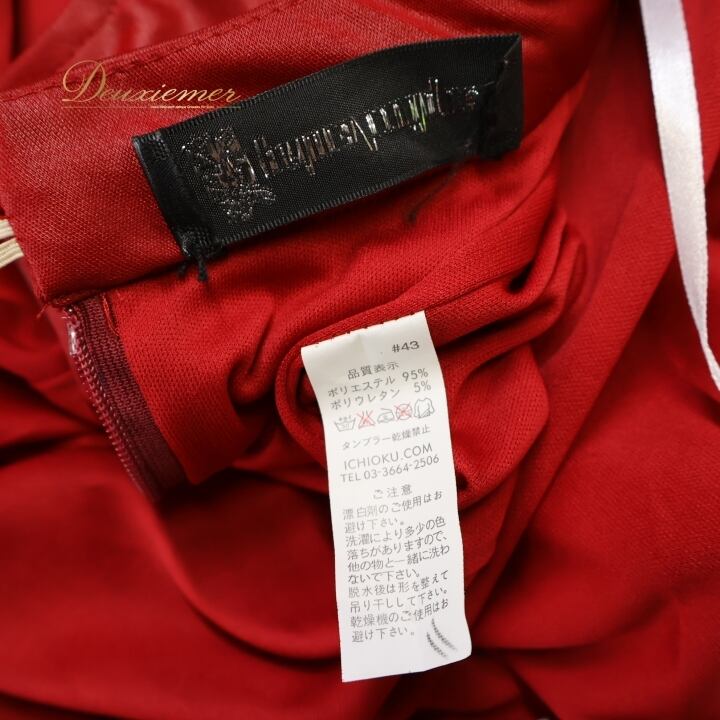 Deuxiemer
#43
品質表示
ポリエステル 95%
ポリウレタン 5%
タンブラー乾燥禁止
ICHIOKU.COM
TEL 03-3664-2506
ご注意
漂白剤のご使用はお
避け下さい。
洗濯により多少の色
落ちがありますので、
他の物と一緒に洗わ
ないで下さい。
脱水後は形を整えて
吊り干しして下さい。
乾燥機のご使用はお
避け下さい。